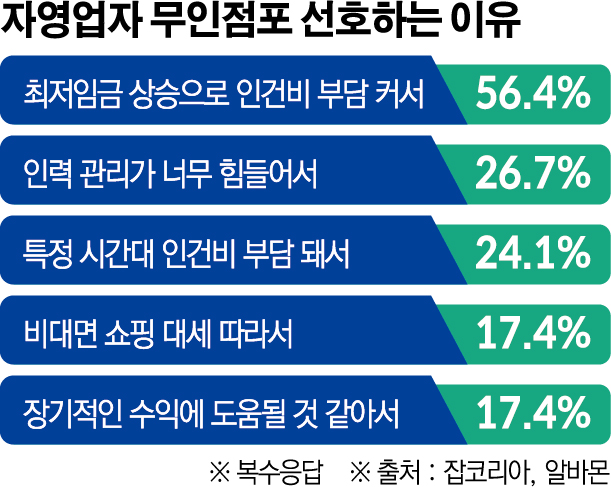 자영업자 무인점포 선호하는 이유
최저임금 상승으로 인건비 부담 커서 56.4%
인력 관리가 너무 힘들어서 26.7%
특정 시간대 인건비 부담 돼서 24.1%
비대면 쇼핑 대세 따라서 17.4%
장기적인 수익에 도움될 것 같아서 17.4%
※ 복수응답 ※ 출처 : 잡코리아, 알바몬